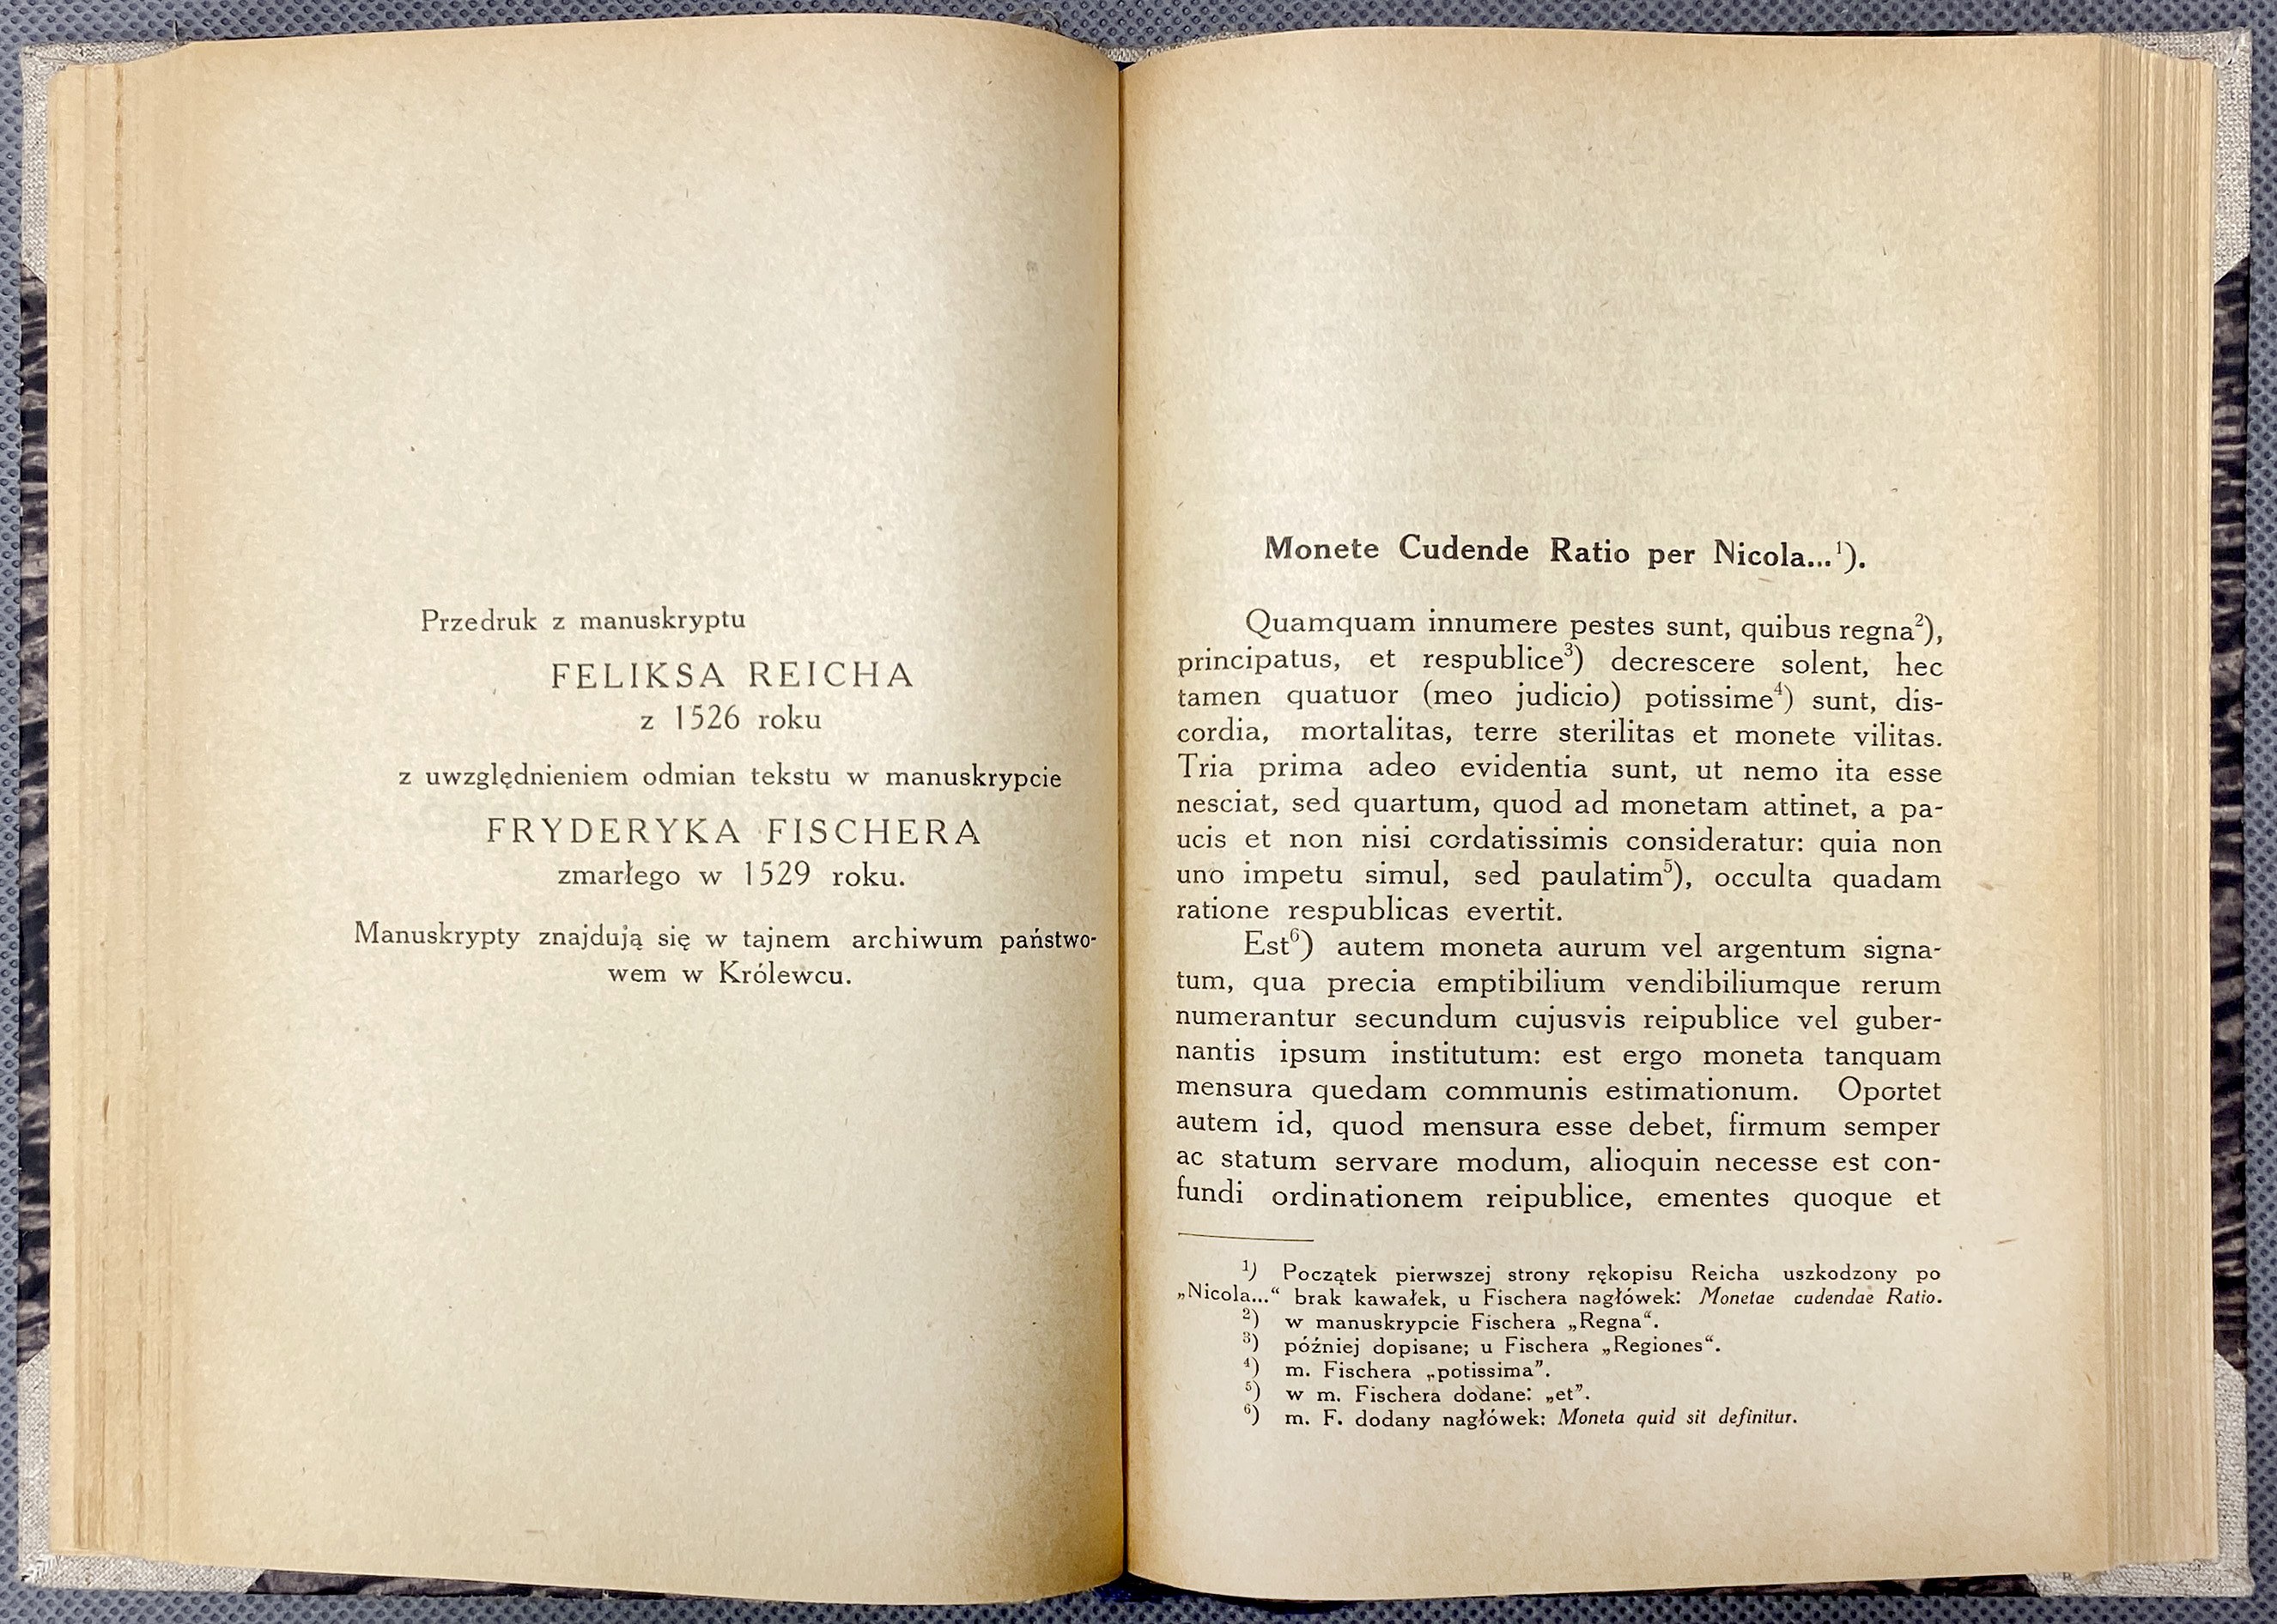 Przedruk z manuskryptu
FELIKSA REICHA
z 1526 roku
z uwzględnieniem odmian tekstu w manuskrypcie
FRYDERYKA FISCHERA
zmarłego w 1529 roku.
Manuskrypty znajdują się w tajnem archiwum państwo-
wem w Królewcu.
Monete Cudende Ratio per Nicola...¹).
Quamquam innumere pestes sunt, quibus regna²),
principatus, et respublice³) decrescere solent, hec
tamen quatuor (meo judicio) potissime⁴) sunt, dis-
cordia, mortalitas, terre sterilitas et monete vilitas.
Tria prima adeo evidentia sunt, ut nemo ita esse
nesciat, sed quartum, quod ad monetam attinet, a pa-
ucis et non nisi cordatissimis consideratur: quia non
uno impetu simul, sed paulatim⁵), occulta quadam
ratione respublicas evertit.
Est⁶) autem moneta aurum vel argentum signa-
tum, qua precia emptibilium vendibiliumque rerum
numerantur secundum cujusvis reipublice vel guber-
nantis ipsum institutum: est ergo moneta tanquam
mensura quedam communis estimationum. Oportet
autem id, quod mensura esse debet, firmum semper
ac statum servare modum, alioquin necesse est con-
fundi ordinationem reipublice, ementes quoque et
¹) Początek pierwszej strony rękopisu Reicha uszkodzony po
„Nicola...“ brak kawałek, u Fischera nagłówek: Monetae cudendae Ratio.
²) w manuskrypcie Fischera „Regna“.
³) później dopisane; u Fischera „Regiones“.
⁴) m. Fischera „potissima”.
⁵) w m. Fischera dodane: „et”.
⁶) m. F. dodany nagłówek: Moneta quid sit definitur.